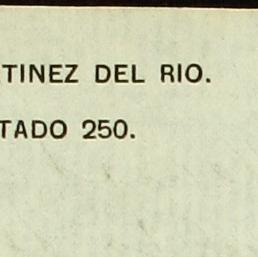 TINEZ DEL RIO.
TADO 250.